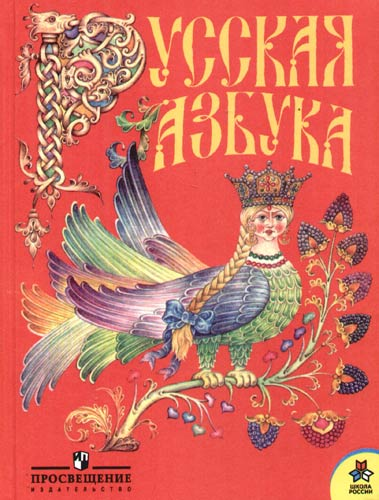 РУССКАЯ
АЗБУКА
ПРОСВЕЩЕНИЕ
ИЗДАТЕЛЬСТВО
ШКОЛА
РОССИИ